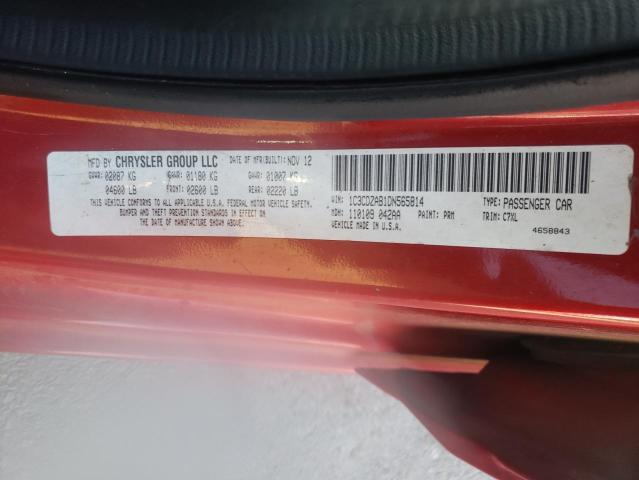 MFD BY CHRYSLER GROUP LLC DATE OF MFR(BUILT): NOV 12
GVWR: 02087 KG GAWR: 01180 KG GAWR: 01007 KG
04600 LB FRONT: 02600 LB REAR: 02220 LB
THIS VEHICLE CONFORMS TO ALL U.S.A. FEDERAL MOTOR VEHICLE SAFETY,
BUMPER AND THEFT PREVENTION STANDARDS IN EFFECT ON
THE DATE OF MANUFACTURE SHOWN ABOVE.
VIN: 1C3CDZAB1DN565814 TYPE: PASSENGER CAR
MDH: 110109 042AA PAINT: PRM TRIM: C7XL
VEHICLE MADE IN U.S.A. 4658843